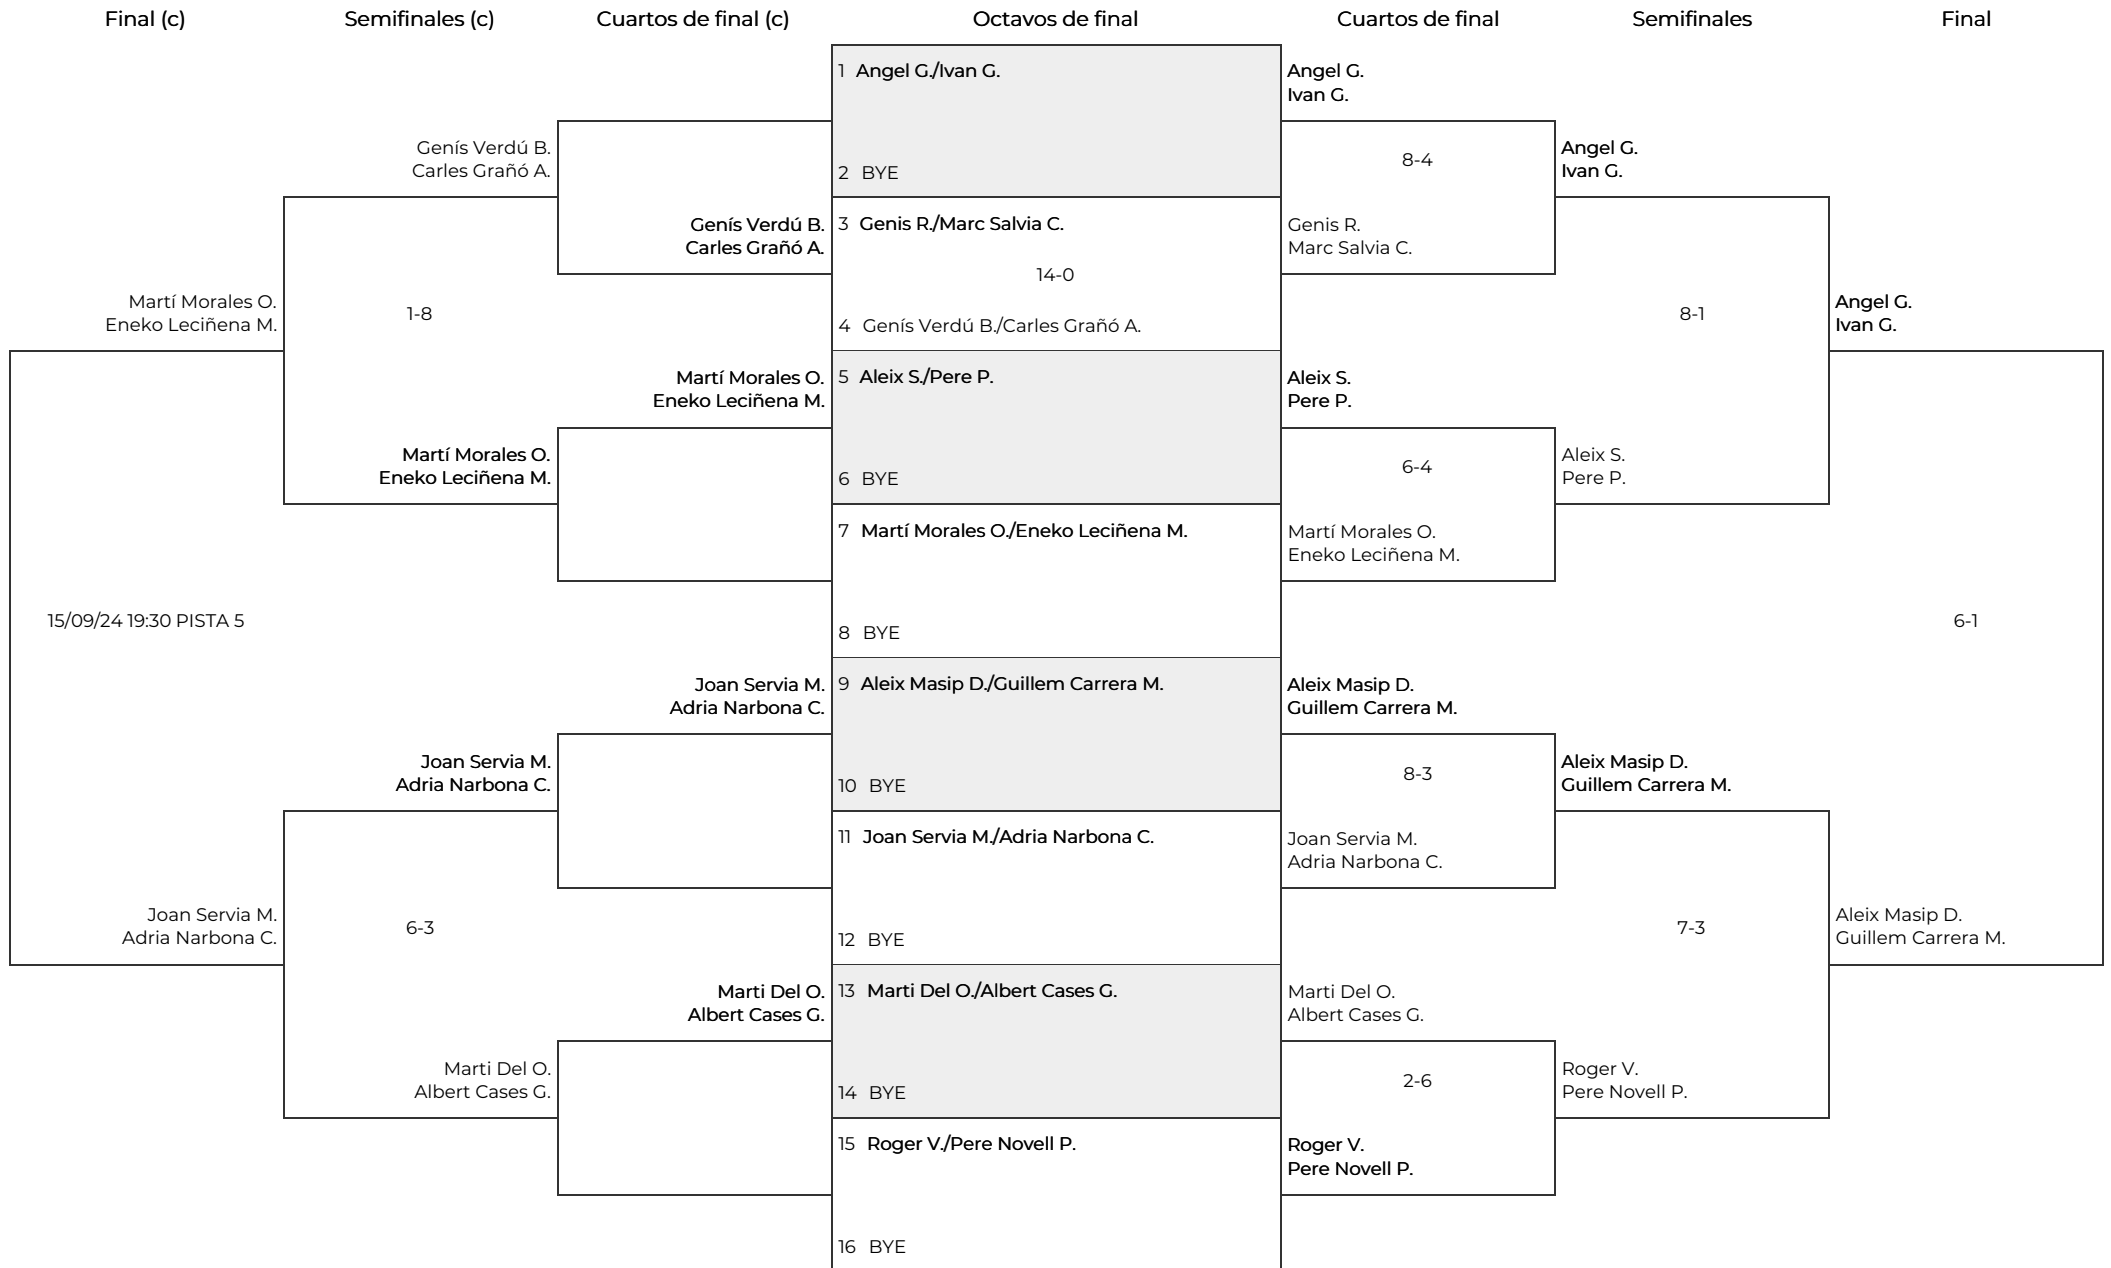 Final (c)
Semifinales (c)
Cuartos de final (c)
Octavos de final
Cuartos de final
Semifinales
Final
Martí Morales O.
Eneko Leciñena M.
15/09/24 19:30 PISTA 5
Joan Servia M.
Adria Narbona C.
Genís Verdú B.
Carles Grañó A.
1-8
Martí Morales O.
Eneko Leciñena M.
Joan Servia M.
Adria Narbona C.
6-3
Marti Del O.
Albert Cases G.
Genís Verdú B.
Carles Grañó A.
Martí Morales O.
Eneko Leciñena M.
Joan Servia M.
Adria Narbona C.
Marti Del O.
Albert Cases G.
1 Angel G./Ivan G.
2 BYE
3 Genis R./Marc Salvia C.
14-0
4 Genís Verdú B./Carles Grañó A.
5 Aleix S./Pere P.
6 BYE
7 Martí Morales O./Eneko Leciñena M.
8 BYE
9 Aleix Masip D./Guillem Carrera M.
10 BYE
11 Joan Servia M./Adria Narbona C.
12 BYE
13 Marti Del O./Albert Cases G.
14 BYE
15 Roger V./Pere Novell P.
16 BYE
Angel G.
Ivan G.
8-4
Genis R.
Marc Salvia C.
Aleix S.
Pere P.
6-4
Martí Morales O.
Eneko Leciñena M.
Aleix Masip D.
Guillem Carrera M.
8-3
Joan Servia M.
Adria Narbona C.
Marti Del O.
Albert Cases G.
2-6
Roger V.
Pere Novell P.
Angel G.
Ivan G.
8-1
Aleix S.
Pere P.
Aleix Masip D.
Guillem Carrera M.
7-3
Roger V.
Pere Novell P.
Angel G.
Ivan G.
6-1
Aleix Masip D.
Guillem Carrera M.